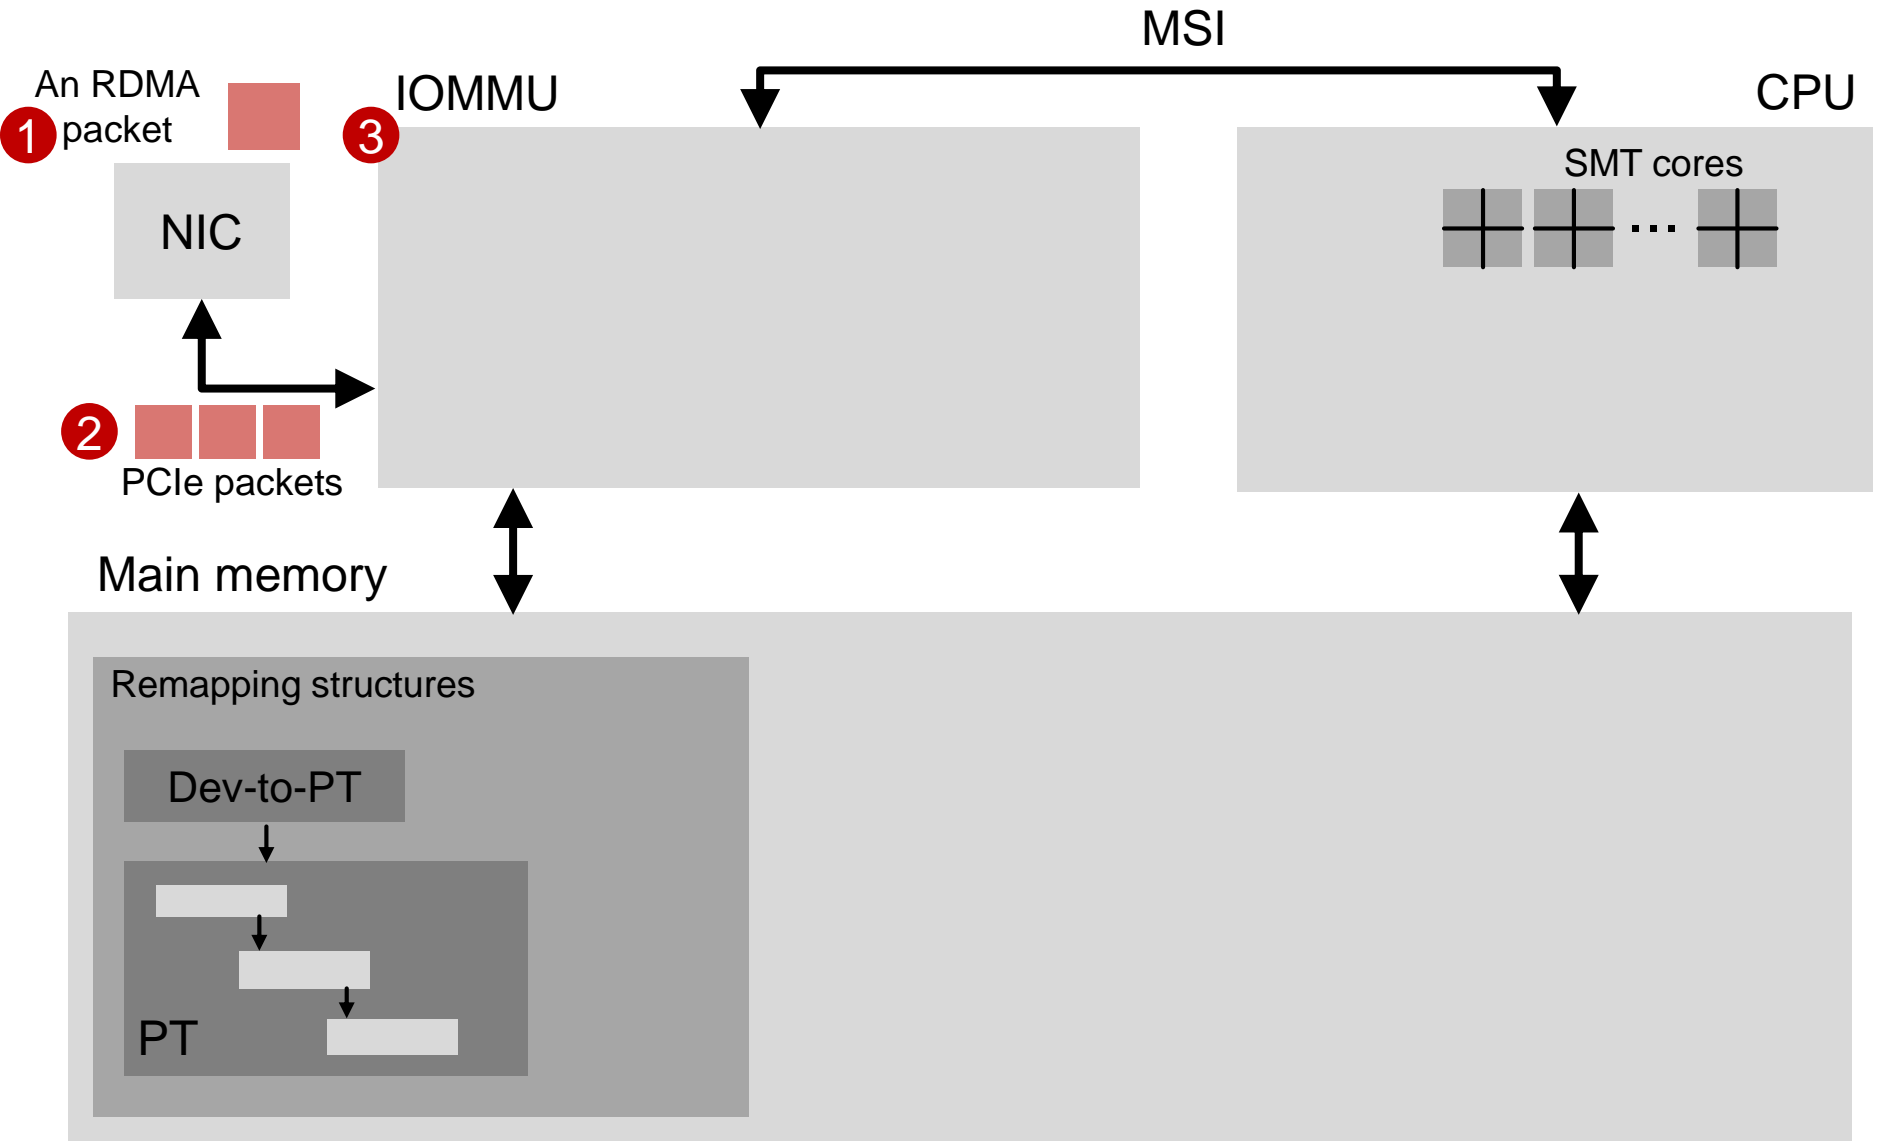 MSI
An RDMA
packet
1
3
IOMMU
CPU
SMT cores
...
NIC
2
PCIe packets
Main memory
Remapping structures
Dev-to-PT
PT